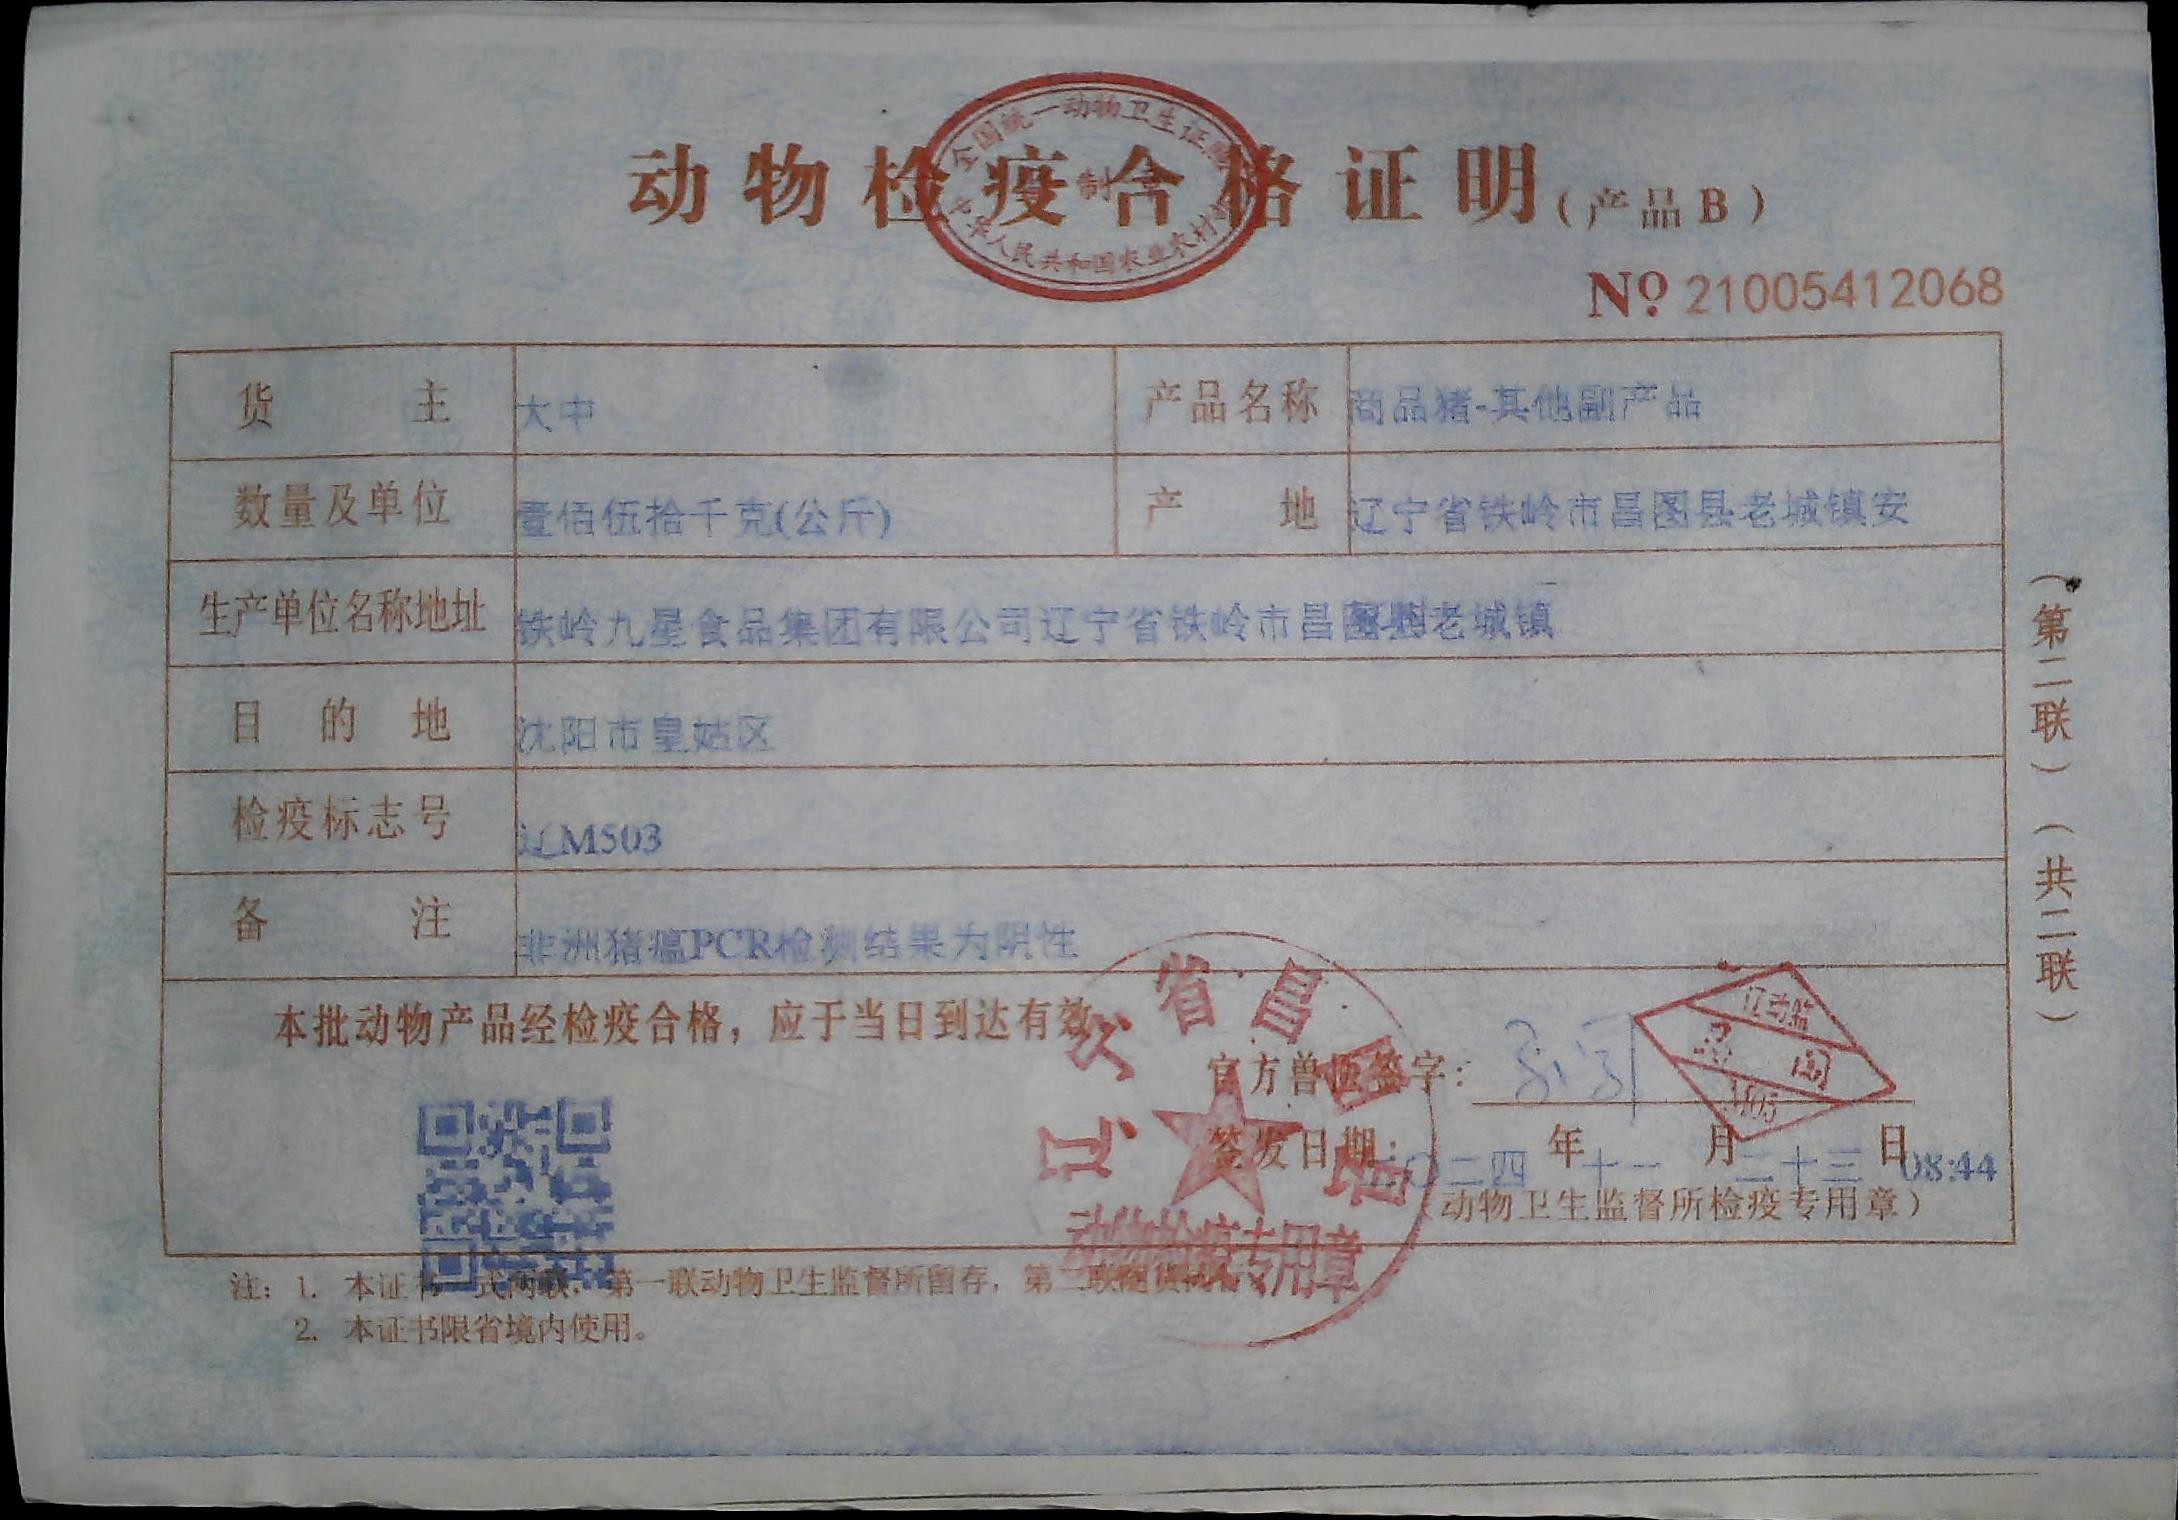 动物检疫合格证明(产品B)
全国统一动物卫生证
制
中华人民共和国农业农村部
№ 21005412068
货主 大中 产品名称 商品猪-其他副产品
数量及单位 壹佰伍拾千克(公斤) 产地 辽宁省铁岭市昌图县老城镇安
生产单位名称地址 铁岭九星食品集团有限公司辽宁省铁岭市昌图县老城镇
目的地 沈阳市皇姑区
检疫标志号 辽M503
备注 非洲猪瘟PCR检测结果为阴性
本批动物产品经检疫合格，应于当日到达有效
官方兽医签字：
辽动监
M05
签发日期： 二〇二四 年 十一 月 二十三 日 08:44
(动物卫生监督所检疫专用章)
辽宁省昌图
动物检疫专用章
注：1. 本证书一式两联，第一联动物卫生监督所留存，第二联随货
2. 本证书限省境内使用。
(第二联)(共二联)